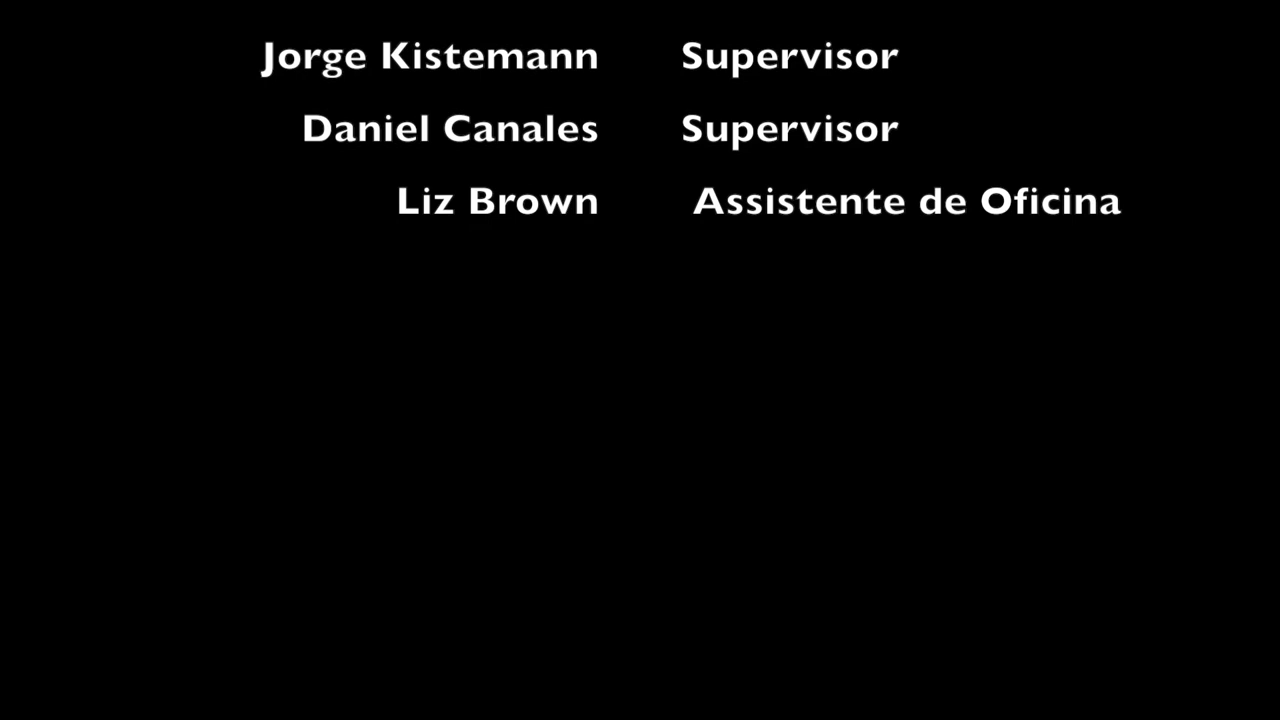 Jorge Kistemann Supervisor
Daniel Canales Supervisor
Liz Brown Assistente de Oficina